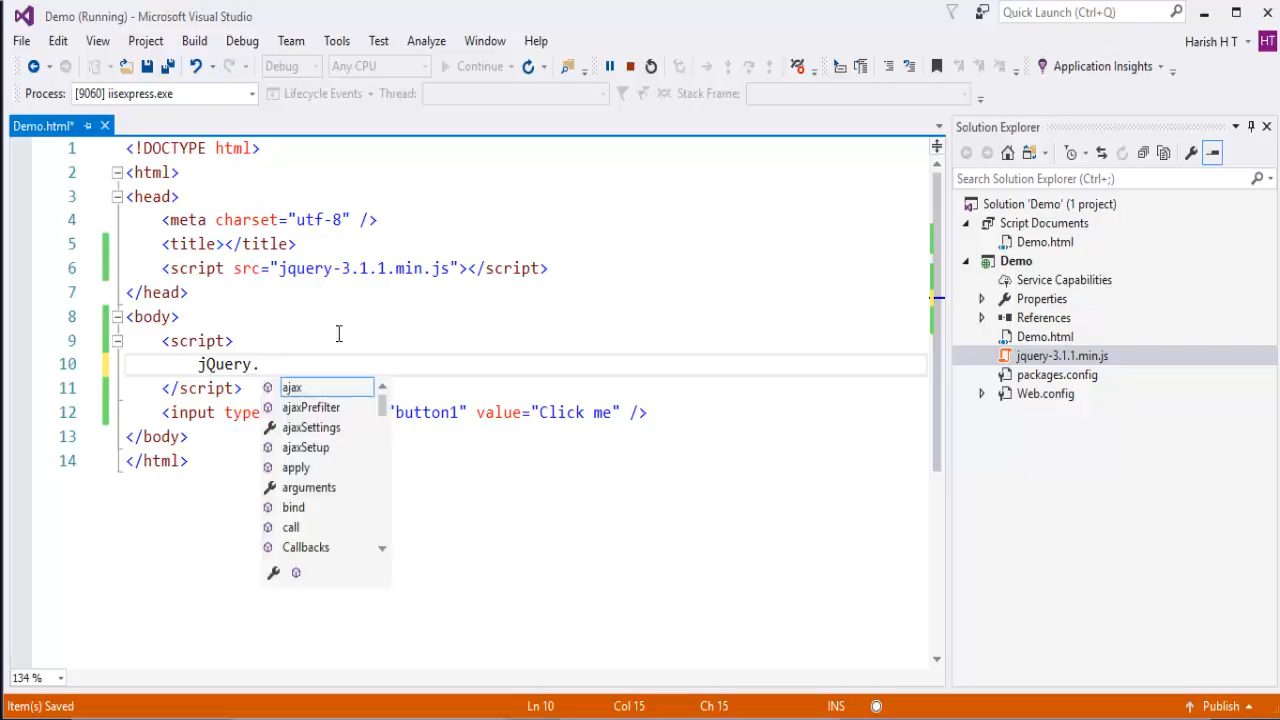 Demo (Running) - Microsoft Visual Studio
Quick Launch (Ctrl+Q)
File Edit View Project Build Debug Team Tools Test Analyze Window Help
Harish H T HT
Debug Any CPU Continue Application Insights
Process: [9060] iisexpress.exe Lifecycle Events Thread: Stack Frame:
Demo.html*
1 <!DOCTYPE html>
2 <html>
3 <head>
4 <meta charset="utf-8" />
5 <title></title>
6 <script src="jquery-3.1.1.min.js"></script>
7 </head>
8 <body>
9 <script>
10 jQuery.
11 </script>
12 <input type "button1" value="Click me" />
13 </body>
14 </html>
ajax
ajaxPrefilter
ajaxSettings
ajaxSetup
apply
arguments
bind
call
Callbacks
134 %
Solution Explorer
Search Solution Explorer (Ctrl+;)
Solution 'Demo' (1 project)
Script Documents
Demo.html
Demo
Service Capabilities
Properties
References
Demo.html
jquery-3.1.1.min.js
packages.config
Web.config
Item(s) Saved Ln 10 Col 15 Ch 15 INS Publish